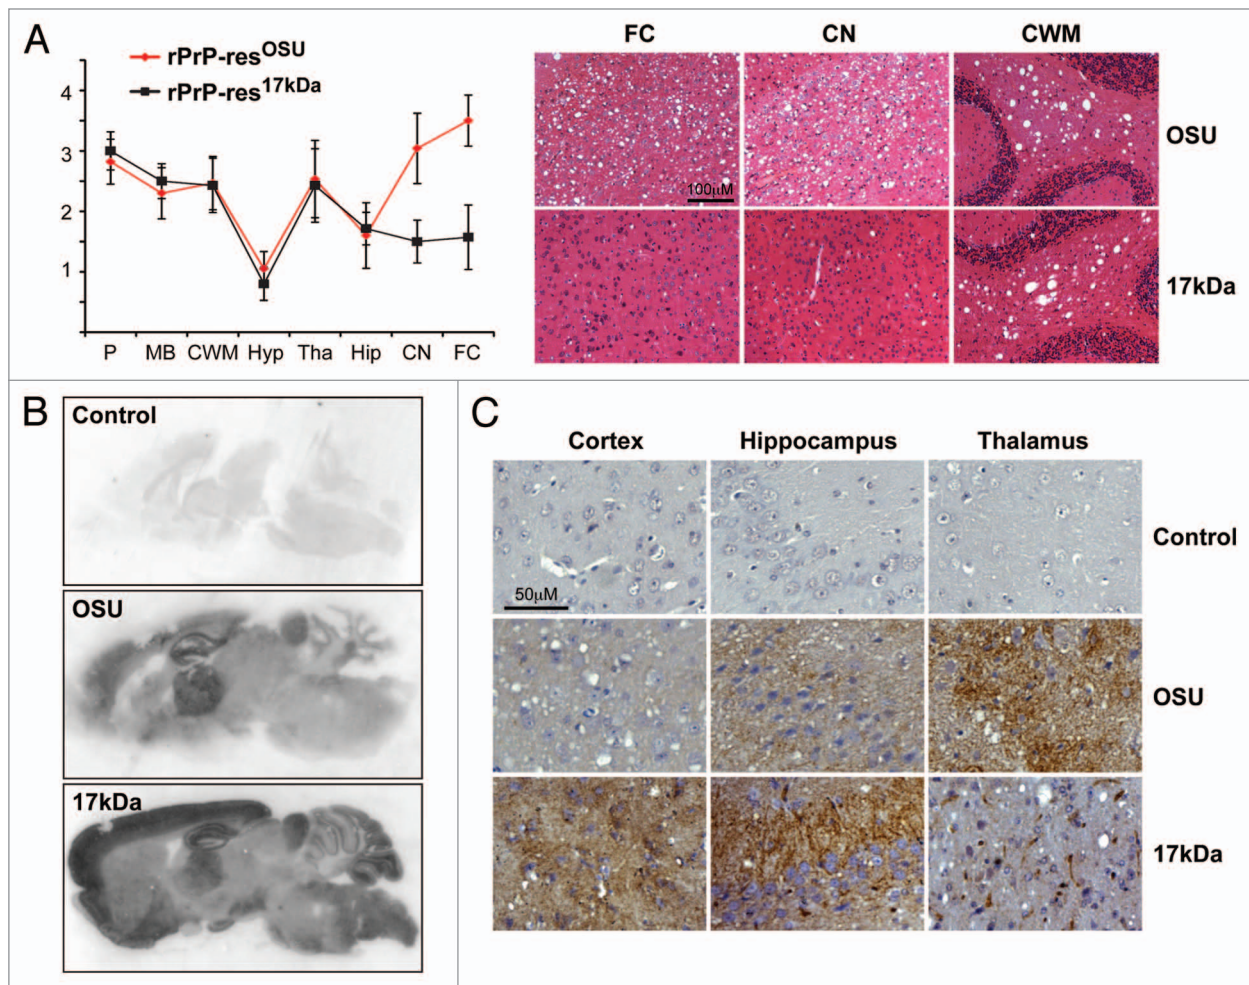 A
rPrP-res^OSU
rPrP-res^17kDa
4
3
2
1
P MB CWM Hyp Tha Hip CN FC
FC CN CWM
OSU
100μM
17kDa
B
Control
OSU
17kDa
C
Cortex Hippocampus Thalamus
Control
50μM
OSU
17kDa